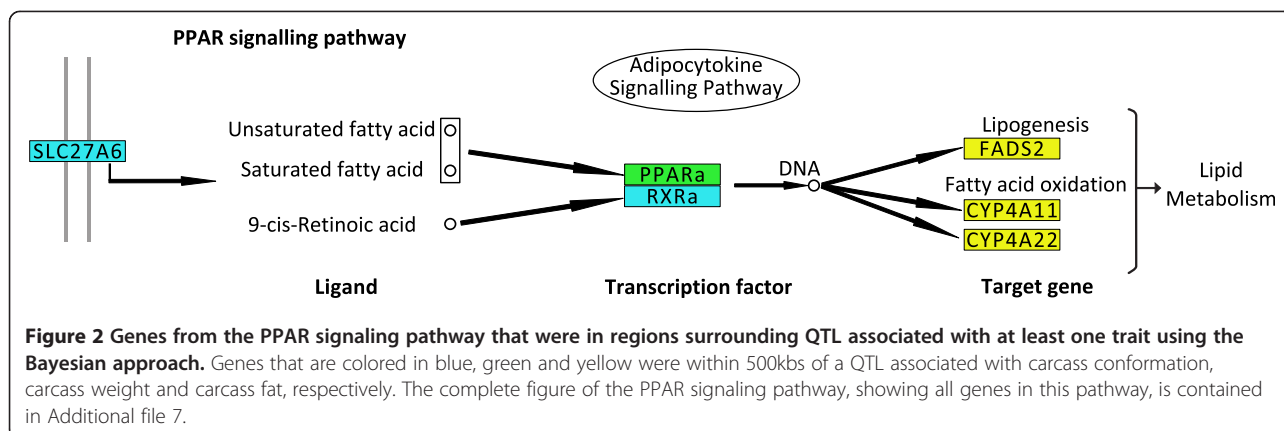 PPAR signalling pathway
Adipocytokine
Signalling Pathway
SLC27A6
Unsaturated fatty acid
Saturated fatty acid
9-cis-Retinoic acid
PPARa
RXRa
DNA
Lipogenesis
FADS2
Fatty acid oxidation
CYP4A11
CYP4A22
Lipid
Metabolism
Ligand
Transcription factor
Target gene
Figure 2 Genes from the PPAR signaling pathway that were in regions surrounding QTL associated with at least one trait using the
Bayesian approach. Genes that are colored in blue, green and yellow were within 500kbs of a QTL associated with carcass conformation,
carcass weight and carcass fat, respectively. The complete figure of the PPAR signaling pathway, showing all genes in this pathway, is contained
in Additional file 7.